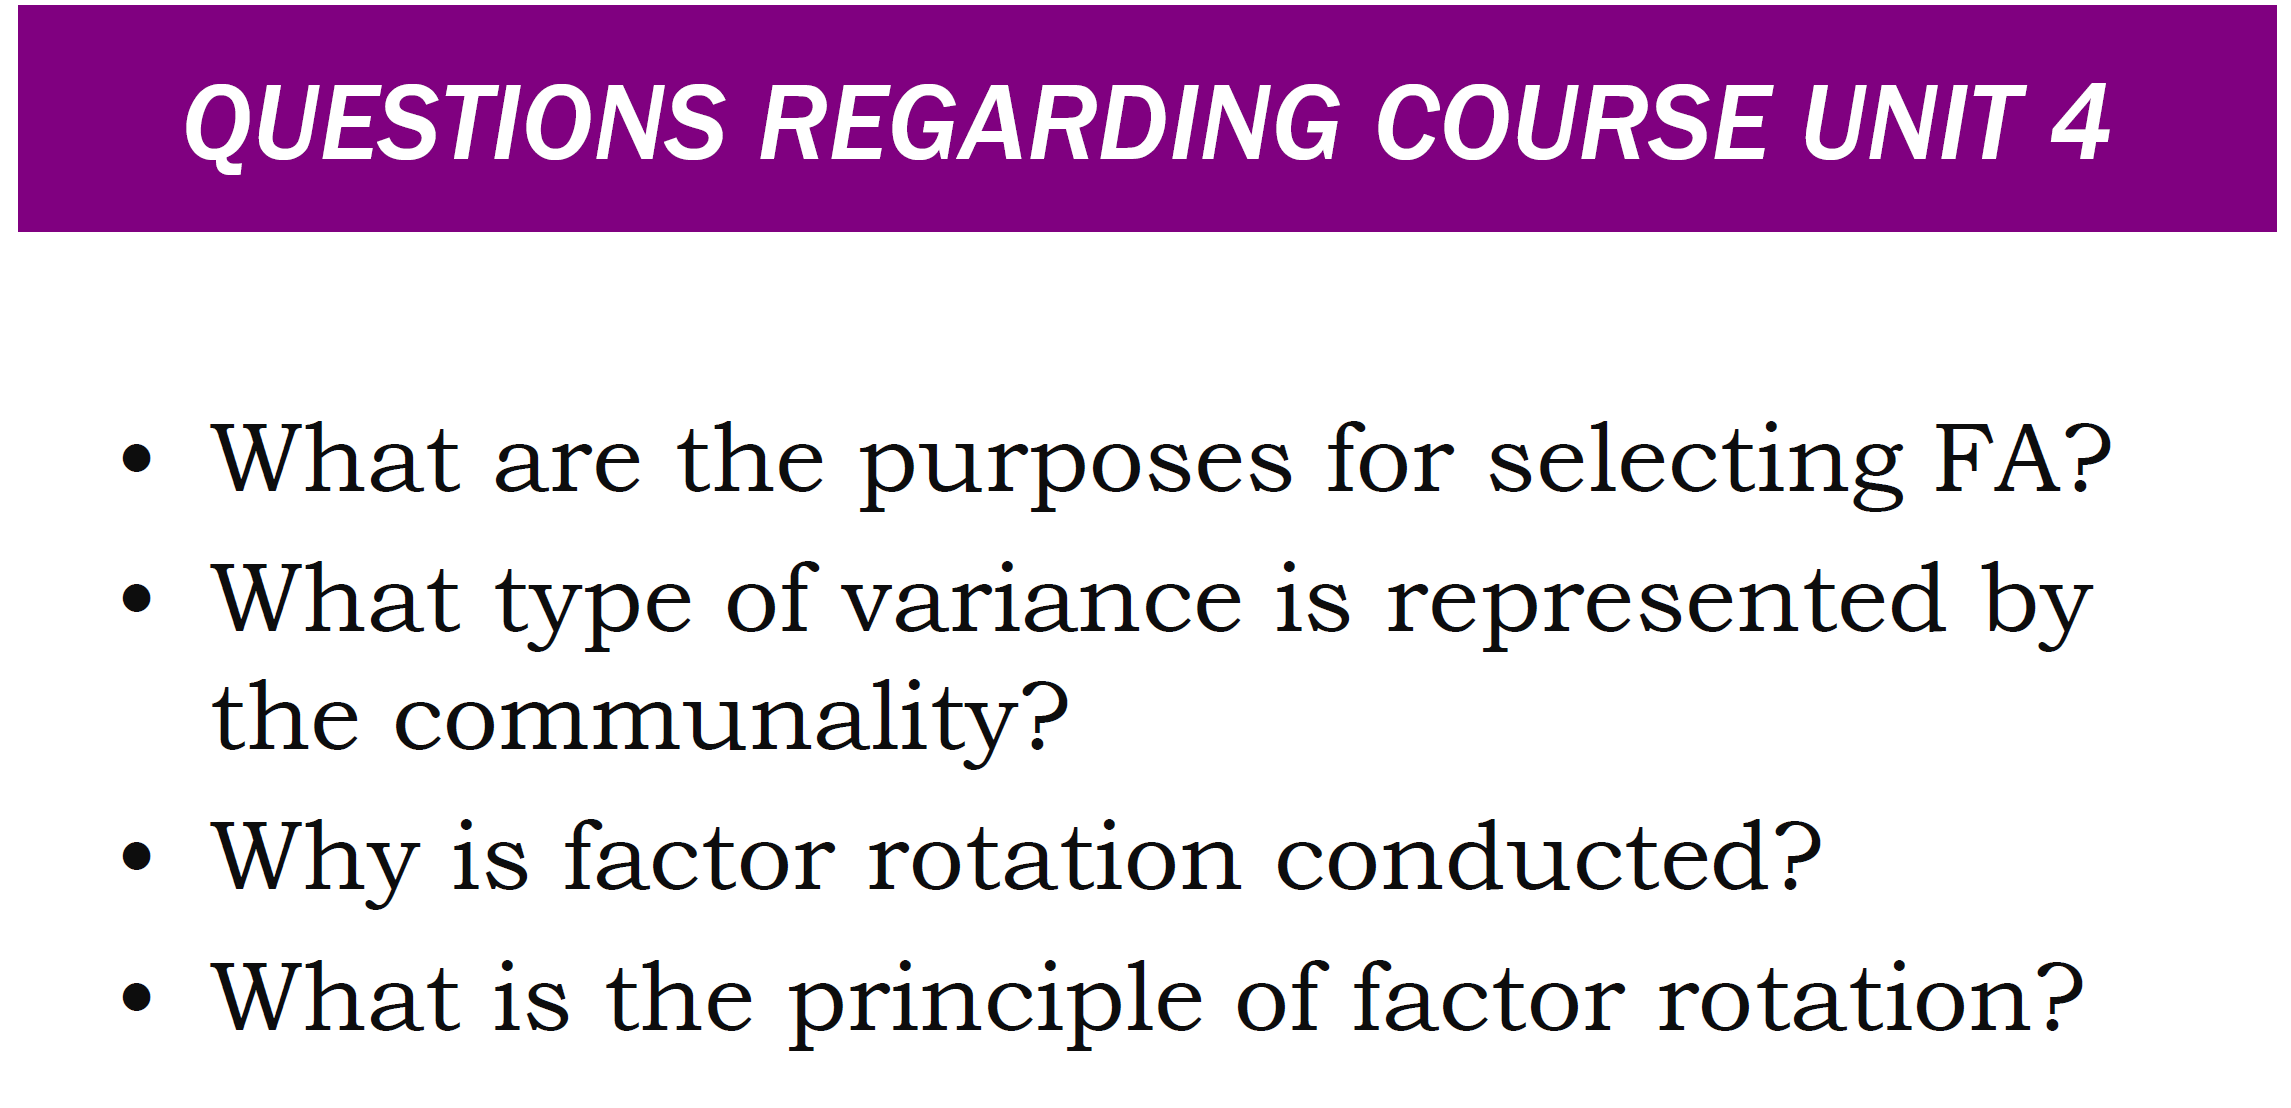 QUESTIONS REGARDING COURSE UNIT 4
• What are the purposes for selecting FA?
• What type of variance is represented by
the communality?
• Why is factor rotation conducted?
• What is the principle of factor rotation?